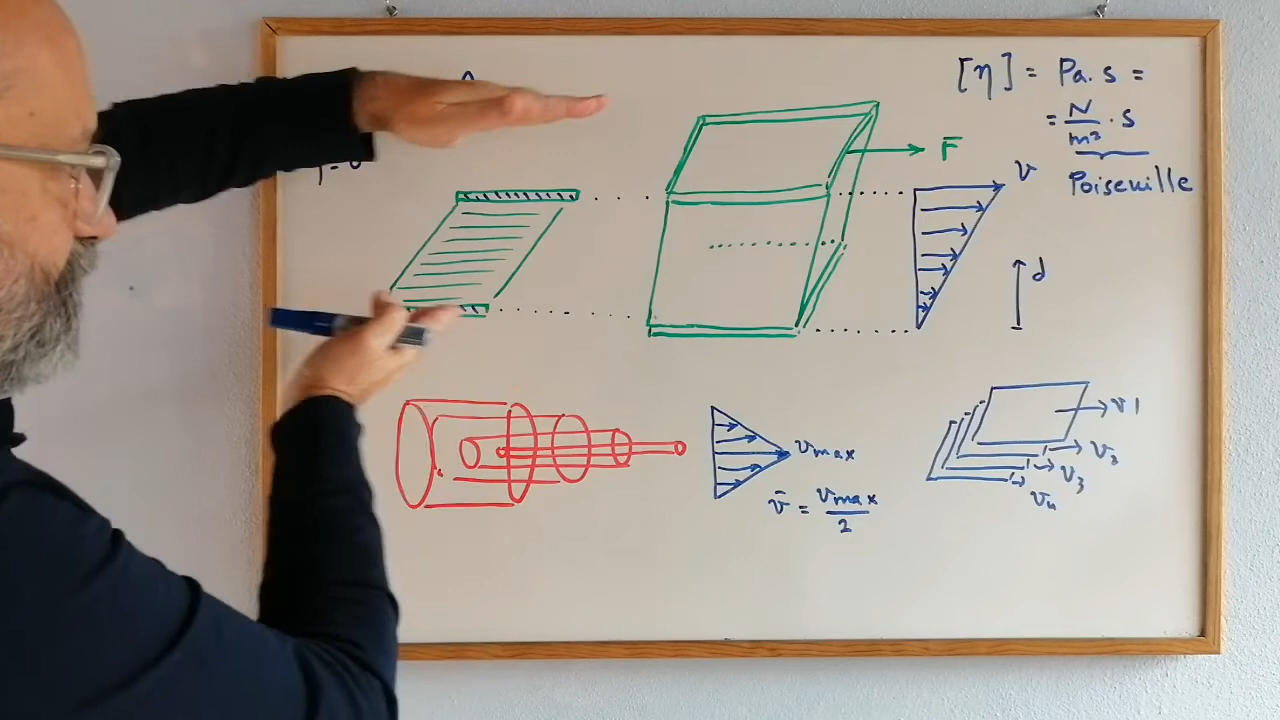 [η] = Pa.s =
= N/m² . s
Poiseuille
F
v
d
v max
v̄ = v max/2
v1
v2
v3
v4